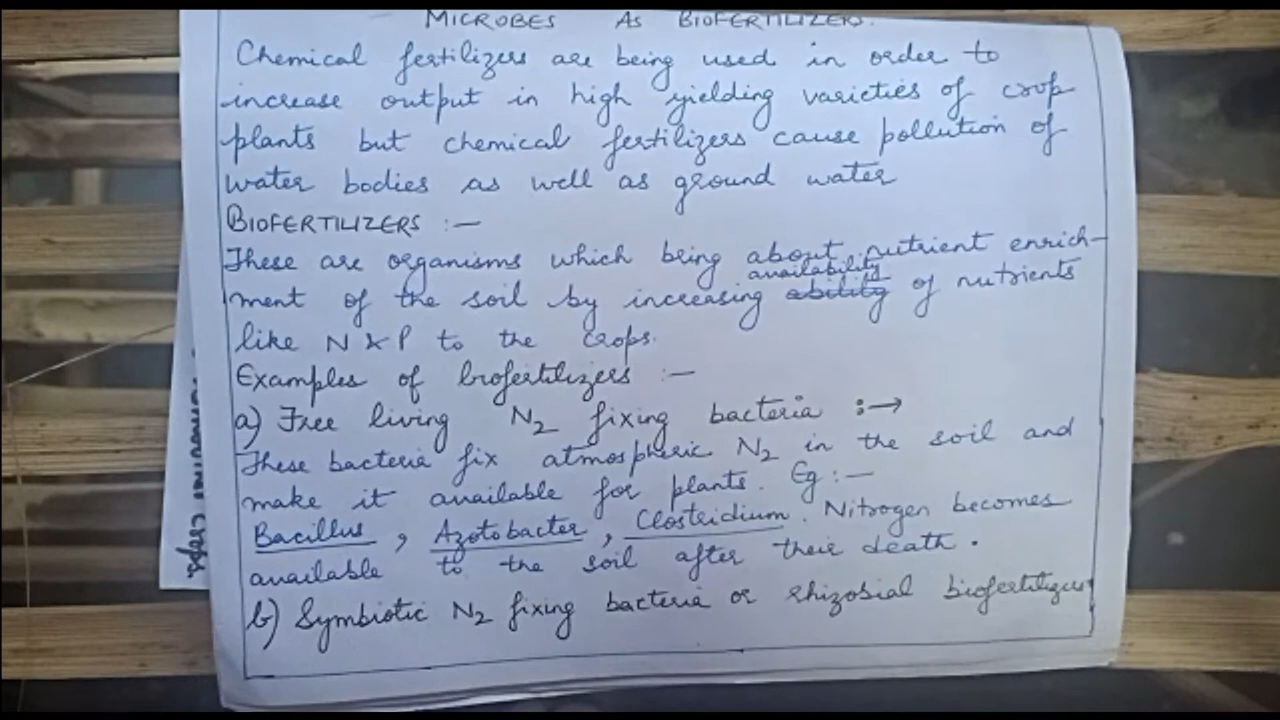 MICROBES AS BIOFERTILIZERS.
Chemical fertilizers are being used in order to
increase output in high yielding varieties of crop
plants but chemical fertilizers cause pollution of
water bodies as well as ground water
BIOFERTILIZERS :-
These are organisms which being about nutrient enrich-
availability
ment of the soil by increasing ability of nutrients
like N & P to the crops.
Examples of biofertilizers :-
a) Free living N2 fixing bacteria :→
These bacteria fix atmospheric N2 in the soil and
make it available for plants. Eg :-
Bacillus, Azotobacter, Clostridium. Nitrogen becomes
available to the soil after their death.
b) Symbiotic N2 fixing bacteria or rhizobial biofertilizer